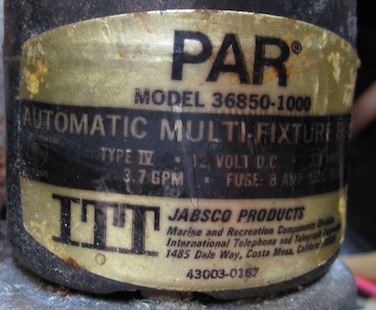 PAR®
MODEL 36850-1000
AUTOMATIC MULTI-FIXTURE
TYPE IV • 12 VOLT D.C. •
3.7 GPM • FUSE: 8 AMP
ITT
JABSCO PRODUCTS
Marine and Recreation Components Division
International Telephone and Telegraph Corporation
1485 Dale Way, Costa Mesa, California
43003-0167